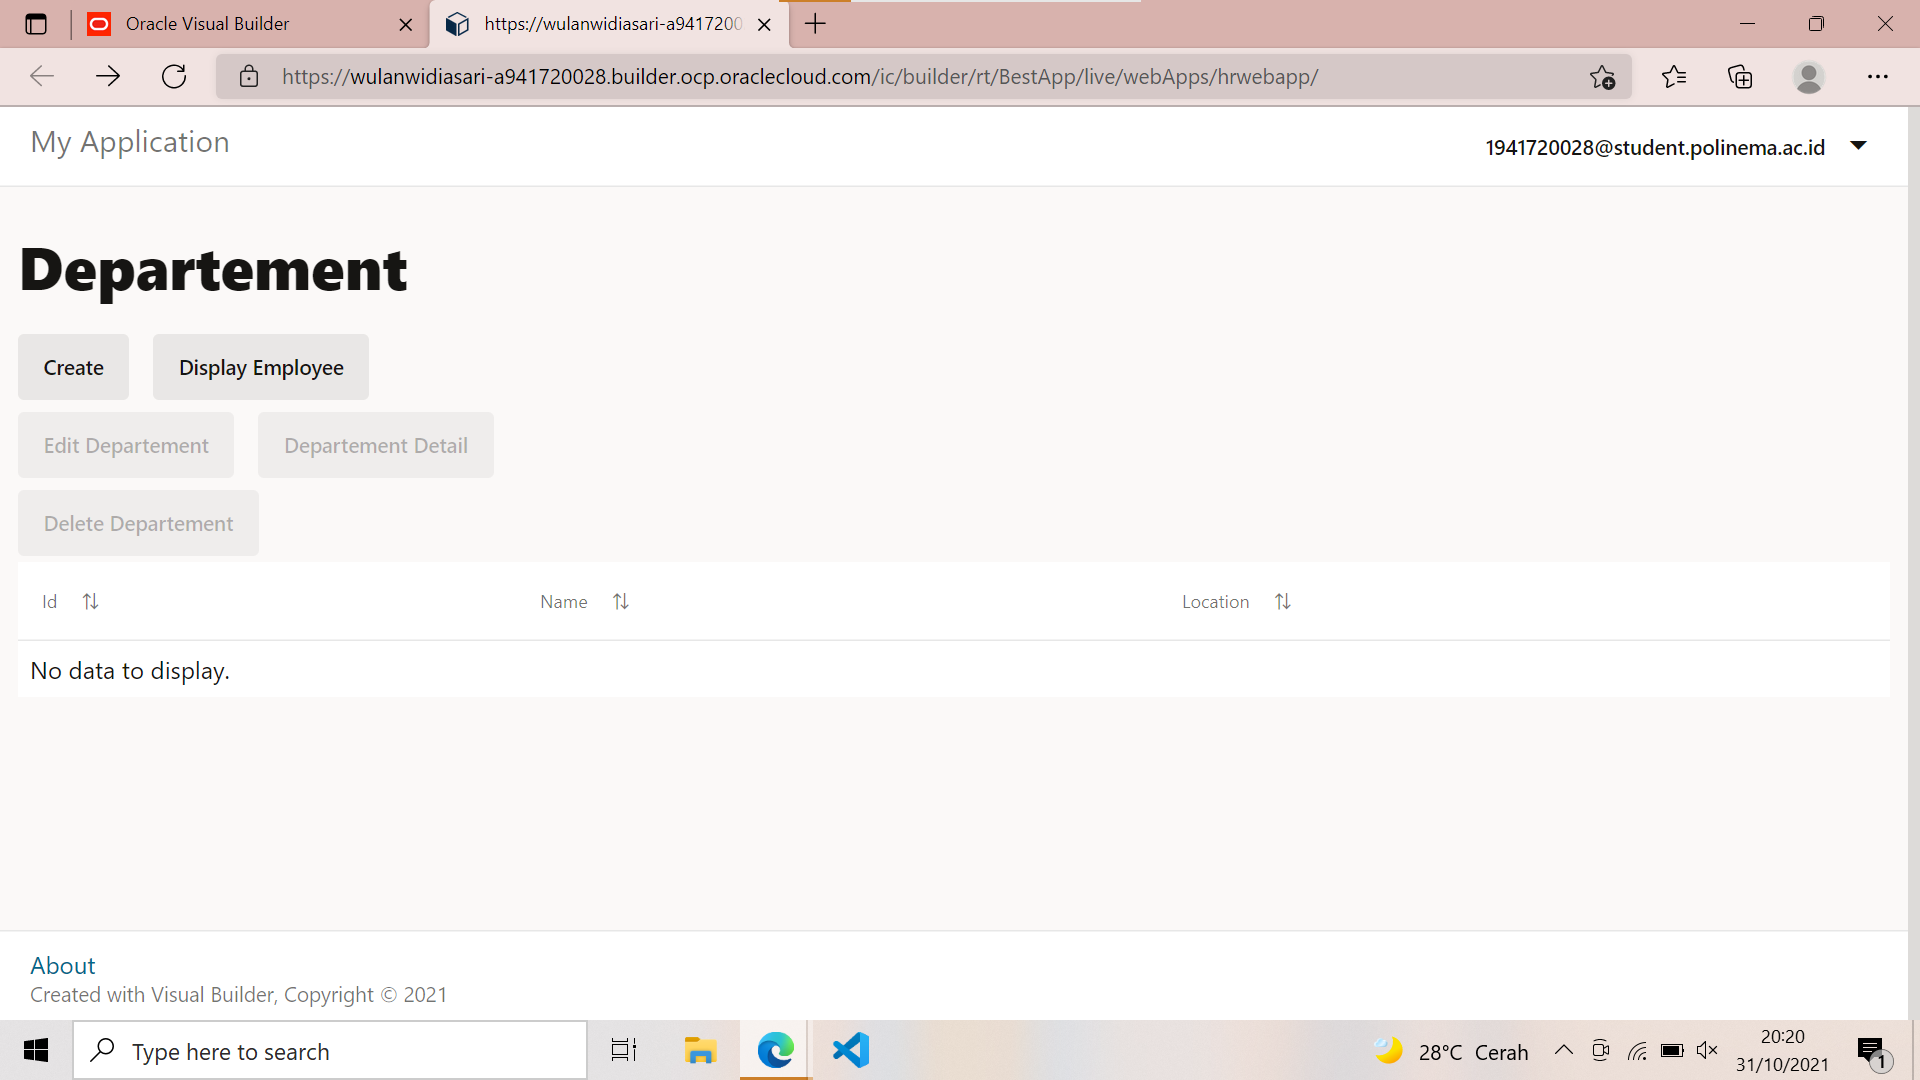 Oracle Visual Builder
https://wulanwidiasari-a9417200
https://wulanwidiasari-a941720028.builder.ocp.oraclecloud.com/ic/builder/rt/BestApp/live/webApps/hrwebapp/
My Application
1941720028@student.polinema.ac.id
Departement
Create
Display Employee
Edit Departement
Departement Detail
Delete Departement
Id
Name
Location
No data to display.
About
Created with Visual Builder, Copyright © 2021
Type here to search
28°C Cerah
20:20
31/10/2021
1